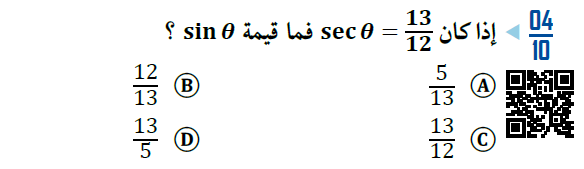 04/10 إذا كان sec θ = 13/12 فما قيمة sin θ ؟
A 5/13 B 12/13
C 13/12 D 13/5